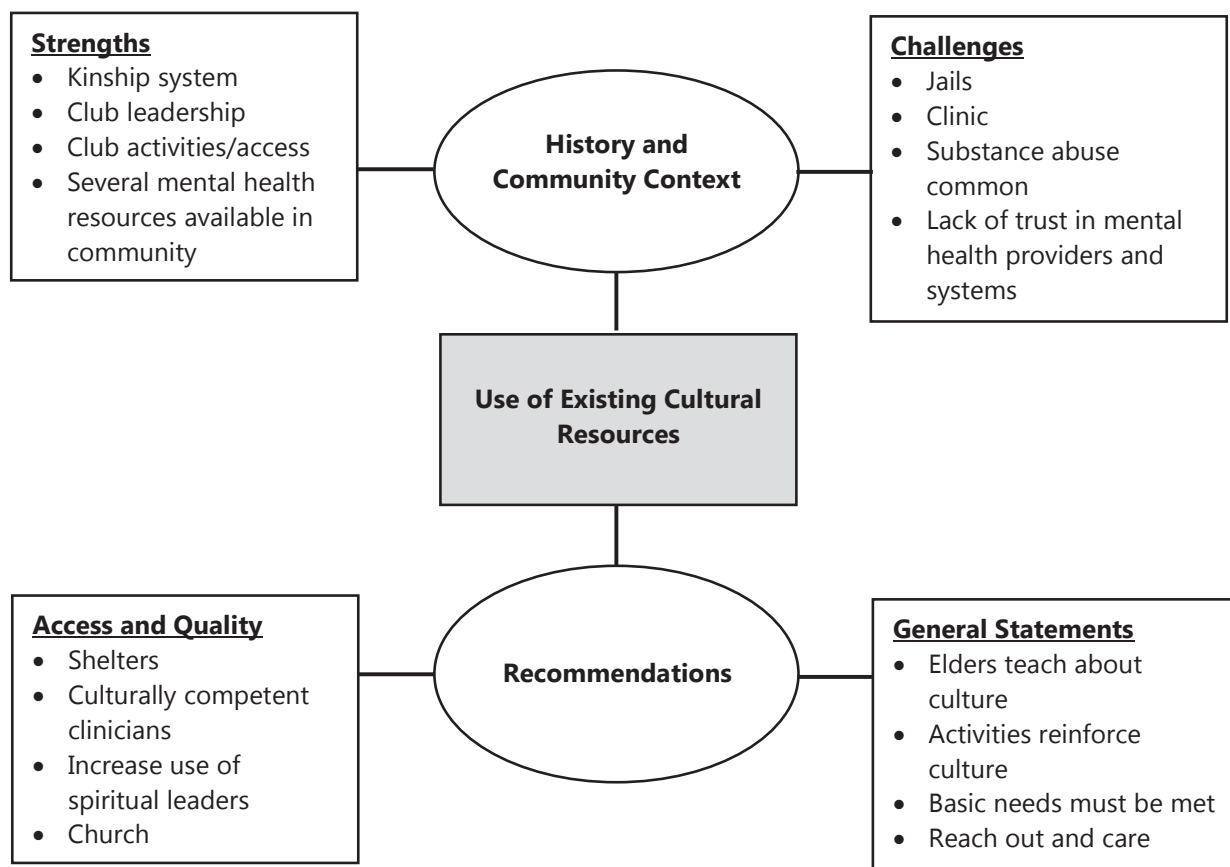 Strengths
• Kinship system
• Club leadership
• Club activities/access
• Several mental health
resources available in
community
History and
Community Context
Challenges
• Jails
• Clinic
• Substance abuse
common
• Lack of trust in mental
health providers and
systems
Use of Existing Cultural
Resources
Access and Quality
• Shelters
• Culturally competent
clinicians
• Increase use of
spiritual leaders
• Church
Recommendations
General Statements
• Elders teach about
culture
• Activities reinforce
culture
• Basic needs must be met
• Reach out and care